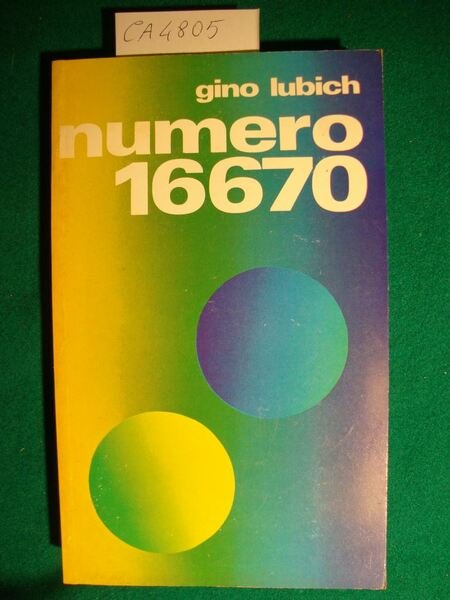 CA4805
gino lubich
numero
16670